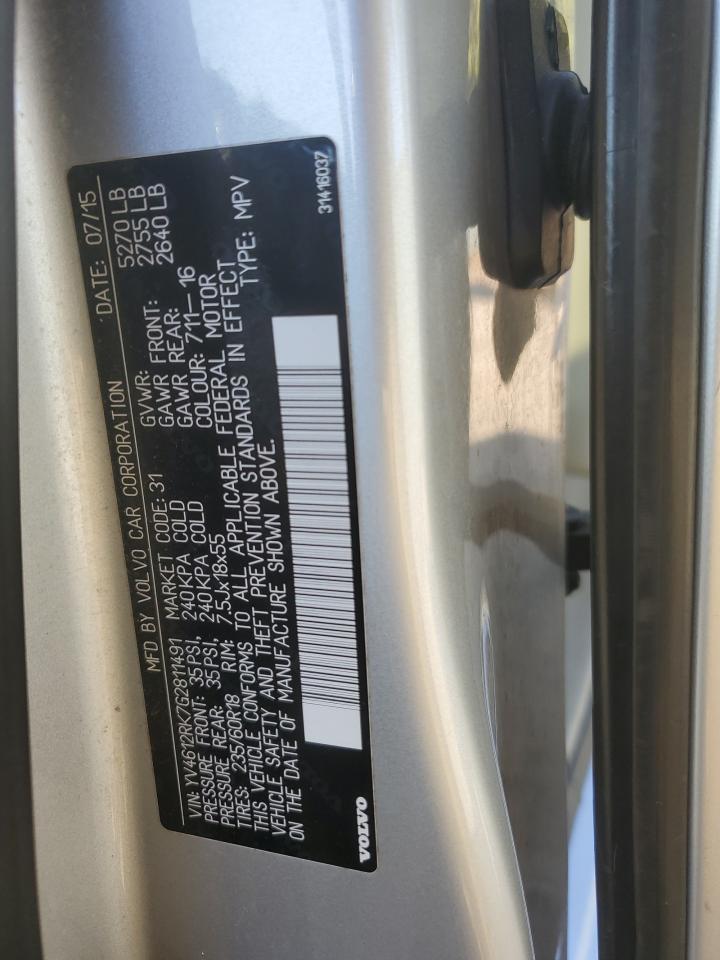 MFD BY VOLVO CAR CORPORATION DATE: 07/15
VIN: YV4612RK7G2811491 MARKET CODE: 31 GVWR: 5270 LB
PRESSURE FRONT: 35PSI, 240KPA COLD GAWR FRONT: 2755 LB
PRESSURE REAR: 35PSI, 240KPA COLD GAWR REAR: 2640 LB
TIRES: 235/60R18 RIM: 7.5Jx18x55 COLOUR: 711—16
THIS VEHICLE CONFORMS TO ALL APPLICABLE FEDERAL MOTOR
VEHICLE SAFETY AND THEFT PREVENTION STANDARDS IN EFFECT
ON THE DATE OF MANUFACTURE SHOWN ABOVE. TYPE: MPV
VOLVO 31416037